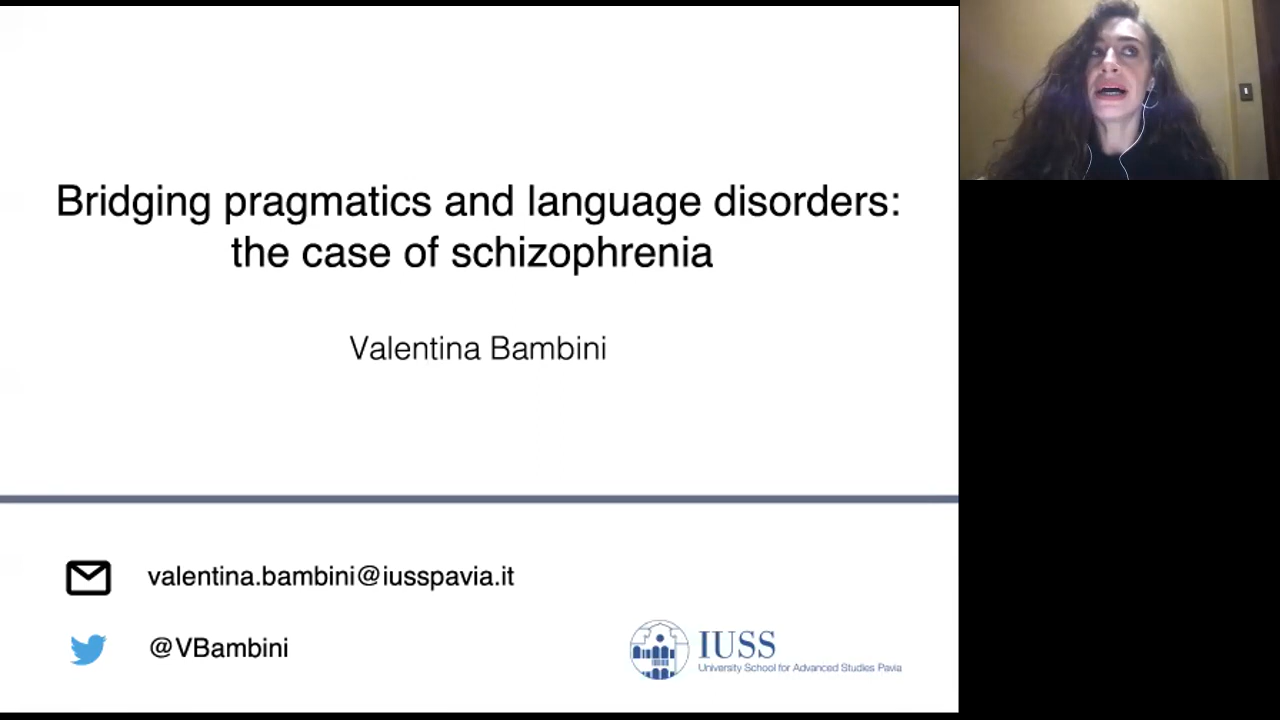 Bridging pragmatics and language disorders:
the case of schizophrenia
Valentina Bambini
valentina.bambini@iusspavia.it
@VBambini
IUSS
University School for Advanced Studies Pavia